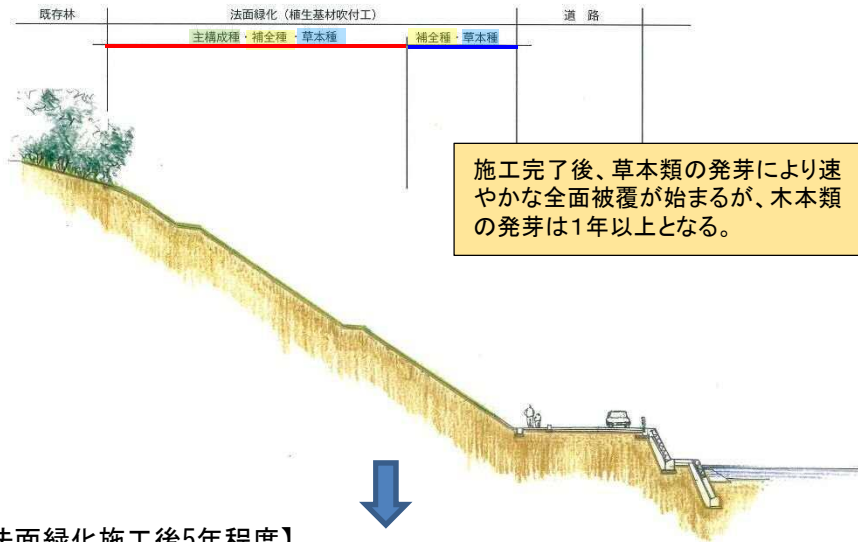 既存林 法面緑化（植生基材吹付工） 道 路
主構成種・補全種・草本種 補全種・草本種
施工完了後、草本類の発芽により速
やかな全面被覆が始まるが、木本類
の発芽は1年以上となる。
法面緑化施工後5年程度】